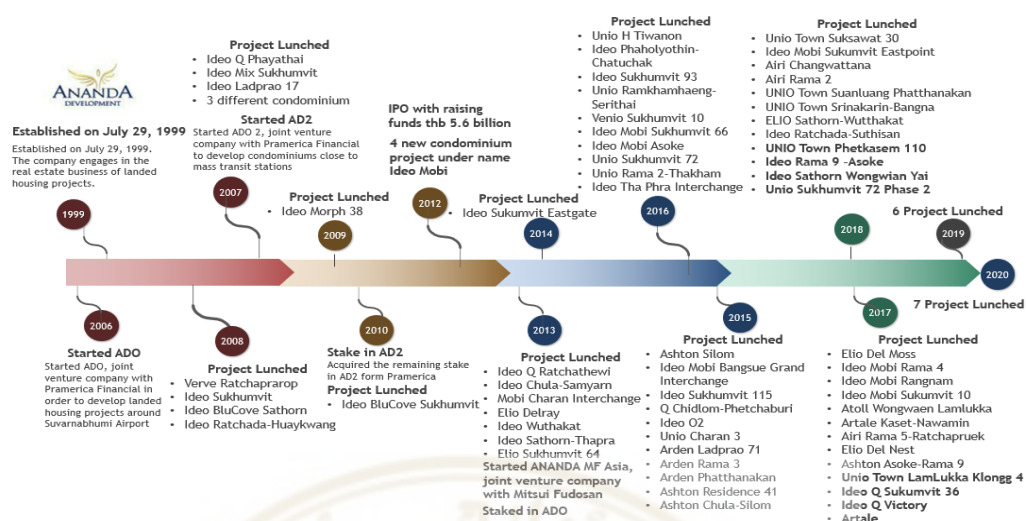 ANANDA
DEVELOPMENT
Established on July 29, 1999
Established on July 29, 1999.
The company engages in the
real estate business of landed
housing projects.
1999
Project Lunched
• Ideo Q Phayathai
• Ideo Mix Sukhumvit
• Ideo Ladprao 17
• 3 different condominium
Started AD2
Started ADO 2, joint venture
company with Pramerica Financial
to develop condominiums close to
mass transit stations
2007
Project Lunched
• Ideo Morph 38
2009
IPO with raising
funds thb 5.6 billion
4 new condominium
project under name
Ideo Mobi
2012
Project Lunched
• Ideo Sukumvit Eastgate
2014
Project Lunched
• Unio H Tiwanon
• Ideo Phaholyothin-
Chatuchak
• Ideo Sukhumvit 93
• Unio Ramkhamhaeng-
Serithai
• Venio Sukhumvit 10
• Ideo Mobi Sukhumvit 66
• Ideo Mobi Asoke
• Unio Sukhumvit 72
• Unio Rama 2-Thakham
• Ideo Tha Phra Interchange
2016
Project Lunched
• Unio Town Suksawat 30
• Ideo Mobi Sukumvit Eastpoint
• Airi Changwattana
• Airi Rama 2
• UNIO Town Suanluang Phatthanakan
• UNIO Town Srinakarin-Bangna
• ELIO Sathorn-Wutthakat
• Ideo Ratchada-Suthisan
• UNIO Town Phetkasem 110
• Ideo Rama 9 -Asoke
• Ideo Sathorn Wongwian Yai
• Unio Sukhumvit 72 Phase 2
2018
6 Project Lunched
2019
2020
7 Project Lunched
2006
Started ADO
Started ADO, joint
venture company with
Pramerica Financial in
order to develop landed
housing projects around
Suvarnabhumi Airport
2008
Project Lunched
• Verve Ratchaprarop
• Ideo Sukhumvit
• Ideo BluCove Sathorn
• Ideo Ratchada-Huaykwang
2010
Stake in AD2
Acquired the remaining stake
in AD2 form Pramerica
Project Lunched
• Ideo BluCove Sukhumvit
2013
Project Lunched
• Ideo Q Ratchathewi
• Ideo Chula-Samyarn
• Mobi Charan Interchange
• Elio Delray
• Ideo Wuthakat
• Ideo Sathorn-Thapra
• Elio Sukhumvit 64
Started ANANDA MF Asia,
joint venture company
with Mitsui Fudosan
Staked in ADO
2015
Project Lunched
• Ashton Silom
• Ideo Mobi Bangsue Grand
Interchange
• Ideo Sukhumvit 115
• Q Chidlom-Phetchaburi
• Ideo O2
• Unio Charan 3
• Arden Ladprao 71
• Arden Rama 3
• Arden Phatthanakan
• Ashton Residence 41
• Ashton Chula-Silom
2017
Project Lunched
• Elio Del Moss
• Ideo Mobi Rama 4
• Ideo Mobi Rangnam
• Ideo Mobi Sukumvit 10
• Atoll Wongwaen Lamlukka
• Artale Kaset-Nawamin
• Airi Rama 5-Ratchapruek
• Elio Del Nest
• Ashton Asoke-Rama 9
• Unio Town LamLukka Klongg 4
• Ideo Q Sukumvit 36
• Ideo Q Victory
• Artale